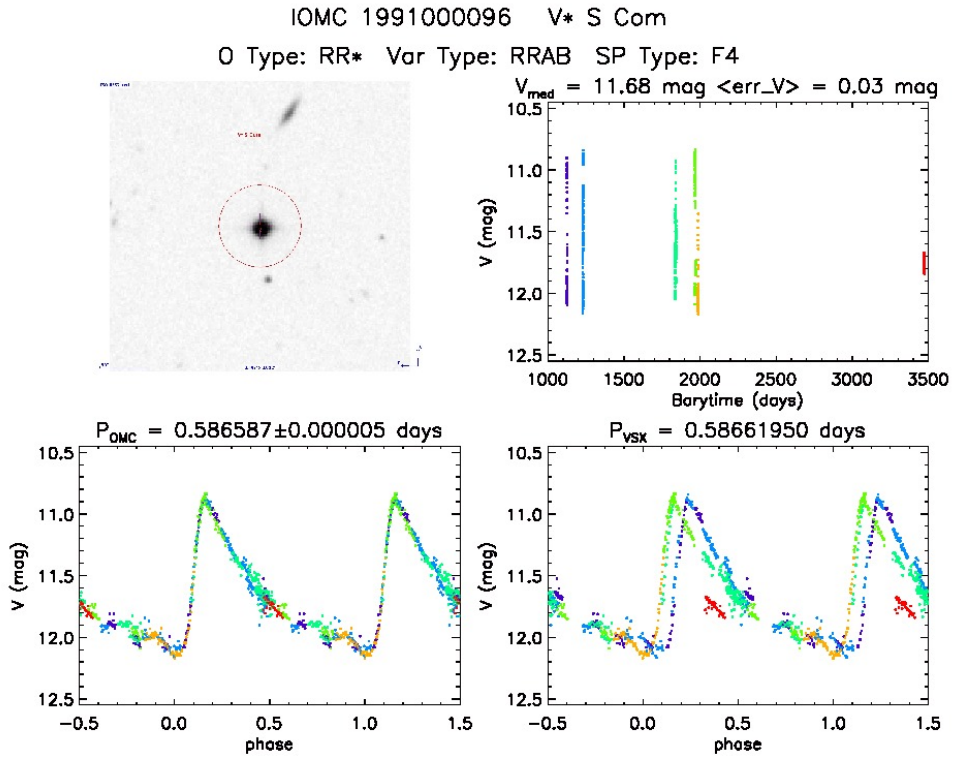 IOMC 1991000096 V* S Com
O Type: RR* Var Type: RRAB SP Type: F4
V* S Com
V_med = 11.68 mag <err_V> = 0.03 mag
10.5
11.0
11.5
12.0
12.5
V (mag)
1000 1500 2000 2500 3000 3500
Barytime (days)
P_OMC = 0.586587±0.000005 days
10.5
11.0
11.5
12.0
12.5
V (mag)
−0.5 0.0 0.5 1.0 1.5
phase
P_VSX = 0.58661950 days
10.5
11.0
11.5
12.0
12.5
V (mag)
−0.5 0.0 0.5 1.0 1.5
phase